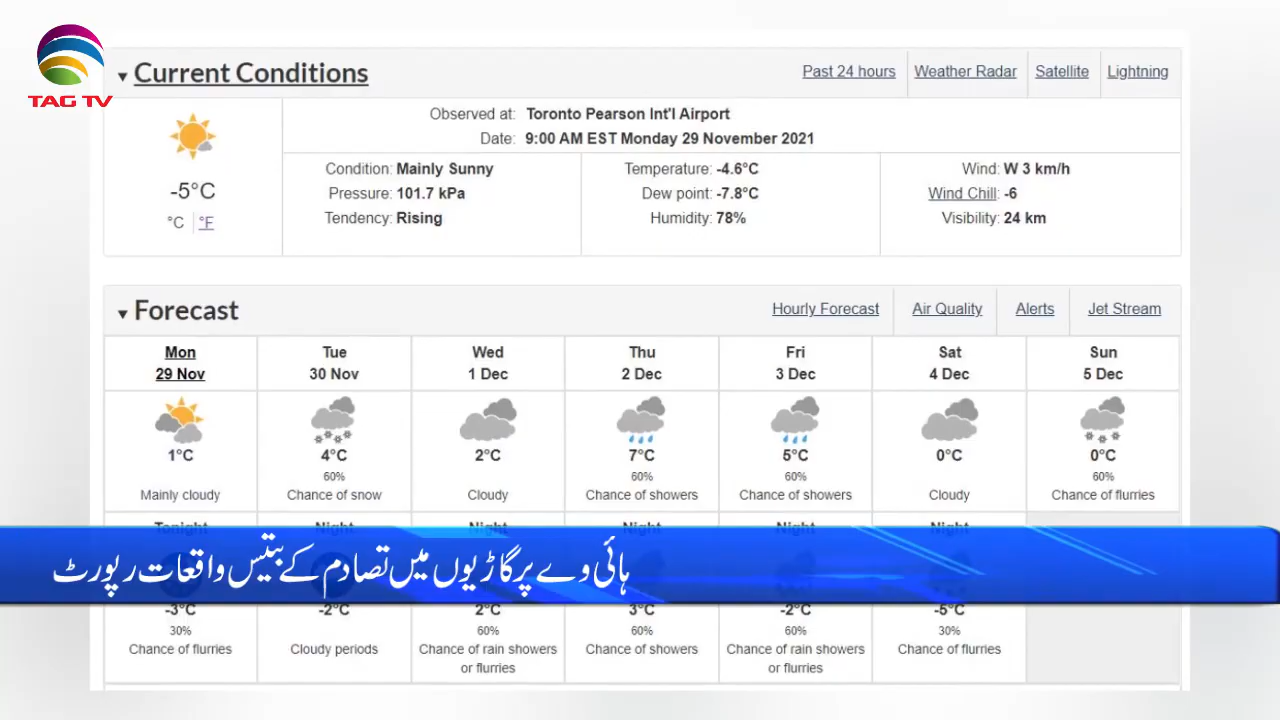 TAG TV
Current Conditions
Past 24 hours Weather Radar Satellite Lightning
Observed at: Toronto Pearson Int'l Airport
Date: 9:00 AM EST Monday 29 November 2021
-5°C
°C °F
Condition: Mainly Sunny Temperature: -4.6°C Wind: W 3 km/h
Pressure: 101.7 kPa Dew point: -7.8°C Wind Chill: -6
Tendency: Rising Humidity: 78% Visibility: 24 km
Forecast
Hourly Forecast Air Quality Alerts Jet Stream
Mon Tue Wed Thu Fri Sat Sun
29 Nov 30 Nov 1 Dec 2 Dec 3 Dec 4 Dec 5 Dec
1°C 4°C 2°C 7°C 5°C 0°C 0°C
60% 60% 60% 60%
Mainly cloudy Chance of snow Cloudy Chance of showers Chance of showers Cloudy Chance of flurries
Tonight Night Night Night Night Night
ہائی وے پر گاڑیوں میں تصادم کے بتیس واقعات رپورٹ
-3°C -2°C 2°C 3°C -2°C -5°C
30% 60% 60% 60% 30%
Chance of flurries Cloudy periods Chance of rain showers Chance of showers Chance of rain showers Chance of flurries
or flurries or flurries